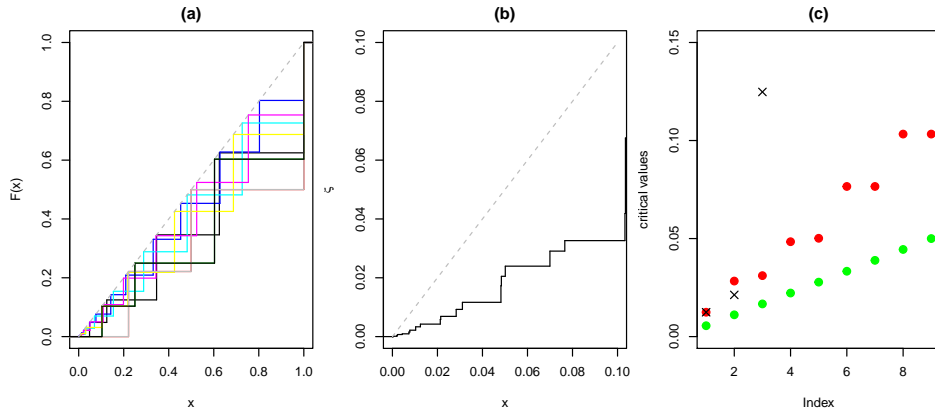 (a)
F(x)
1.0
0.8
0.6
0.4
0.2
0.0
0.0 0.2 0.4 0.6 0.8 1.0
x
(b)
ς
0.10
0.08
0.06
0.04
0.02
0.00
0.00 0.02 0.04 0.06 0.08 0.10
x
(c)
critical values
0.15
0.10
0.05
0.00
2 4 6 8
Index